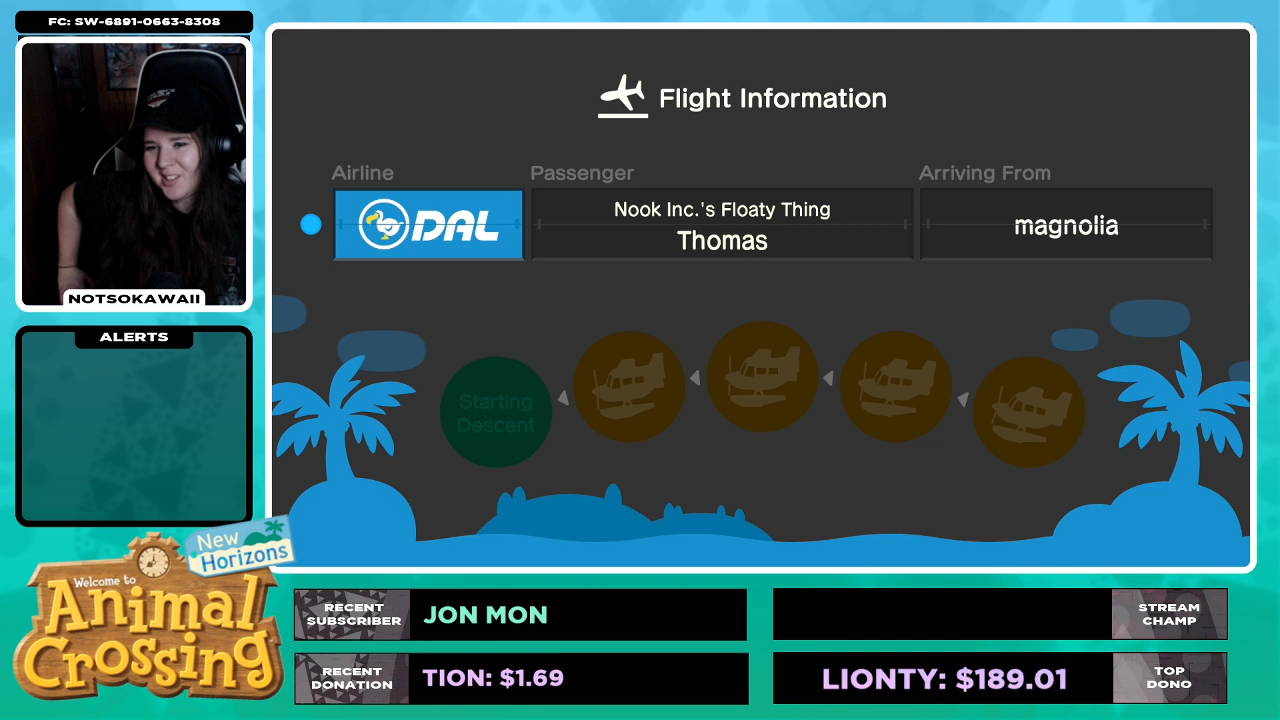 FC: SW-6891-0663-8308
NOTSOKAWAII
ALERTS
Flight Information
Airline
Passenger
Arriving From
DAL
Nook Inc.'s Floaty Thing
Thomas
magnolia
Starting
Descent
Welcome to
Animal
Crossing
New
Horizons
RECENT
SUBSCRIBER
JON MON
STREAM
CHAMP
RECENT
DONATION
TION: $1.69
LIONTY: $189.01
TOP
DONO